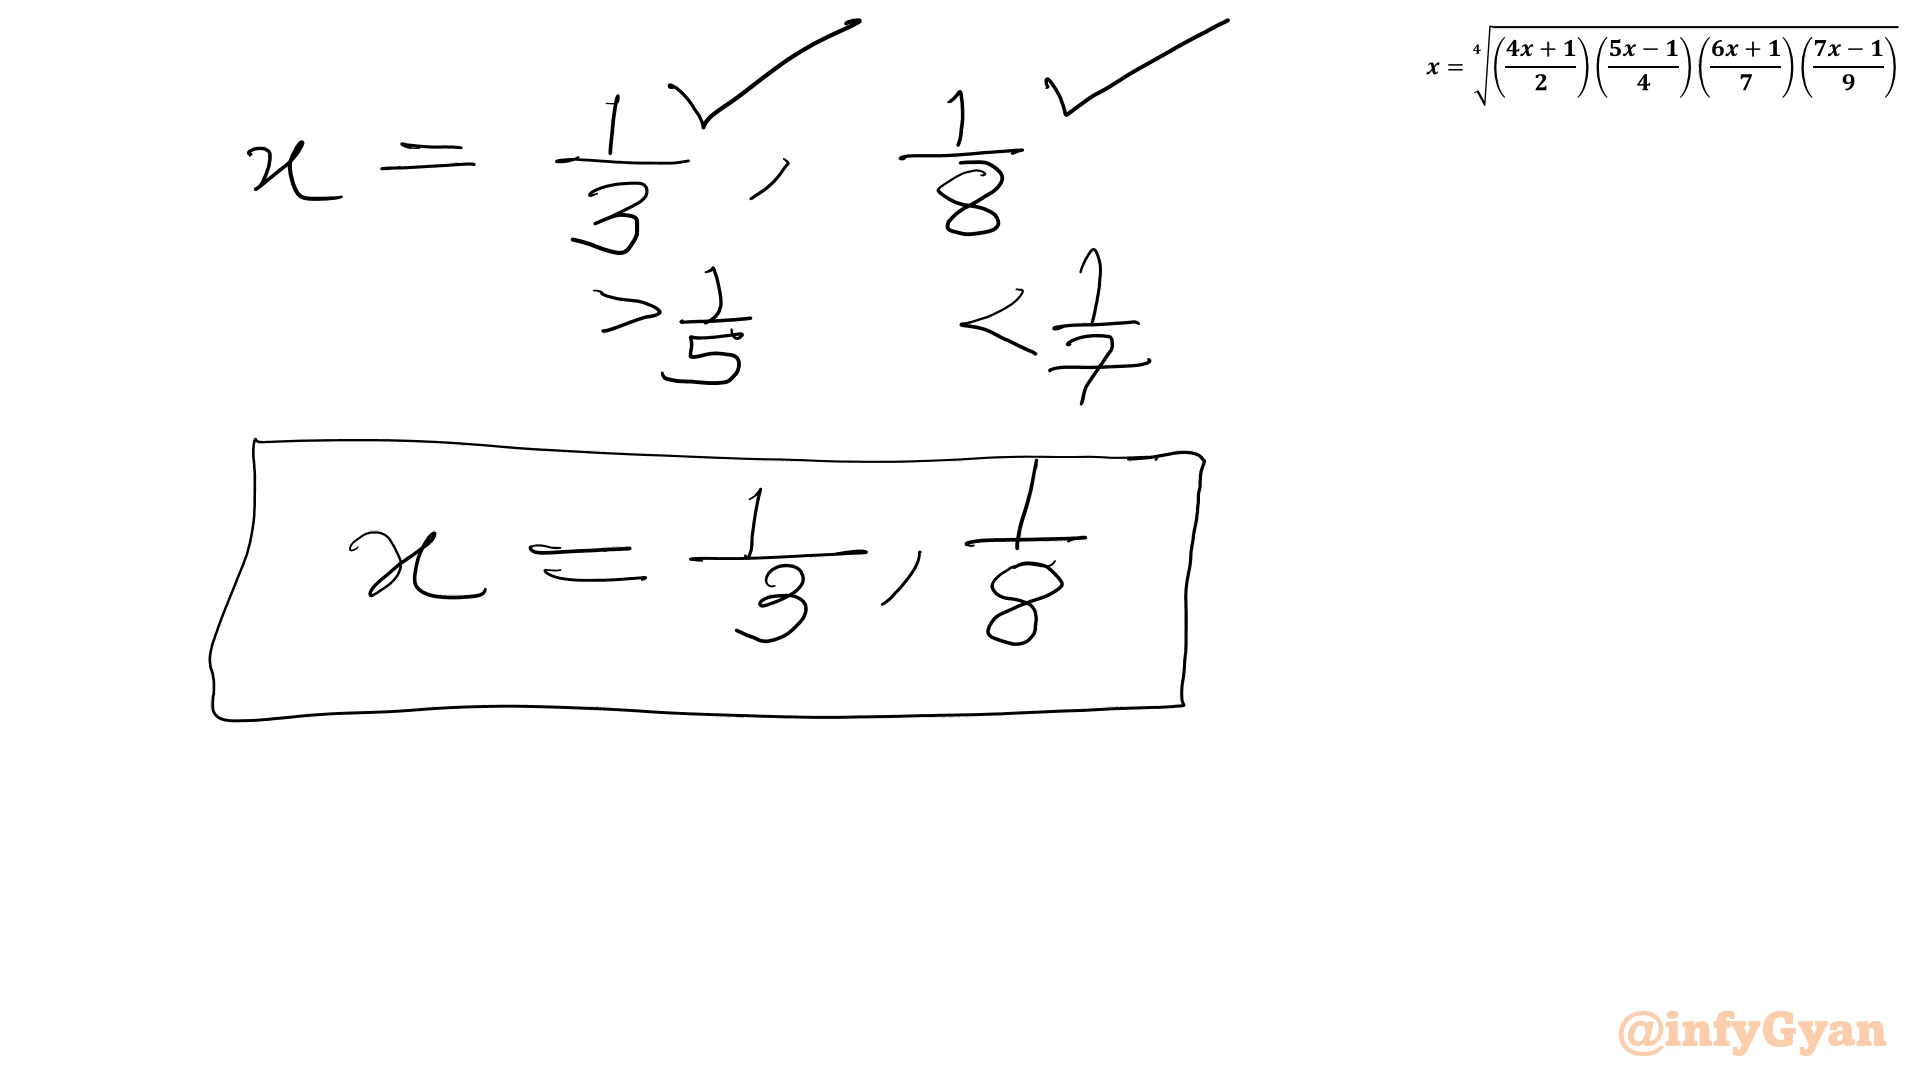 x = ∜((4x + 1)/2)((5x − 1)/4)((6x + 1)/7)((7x − 1)/9)
x = 1/3 ✓, 1/8 ✓
> 1/5 < 1/7
x = 1/3, 1/8
@infyGyan